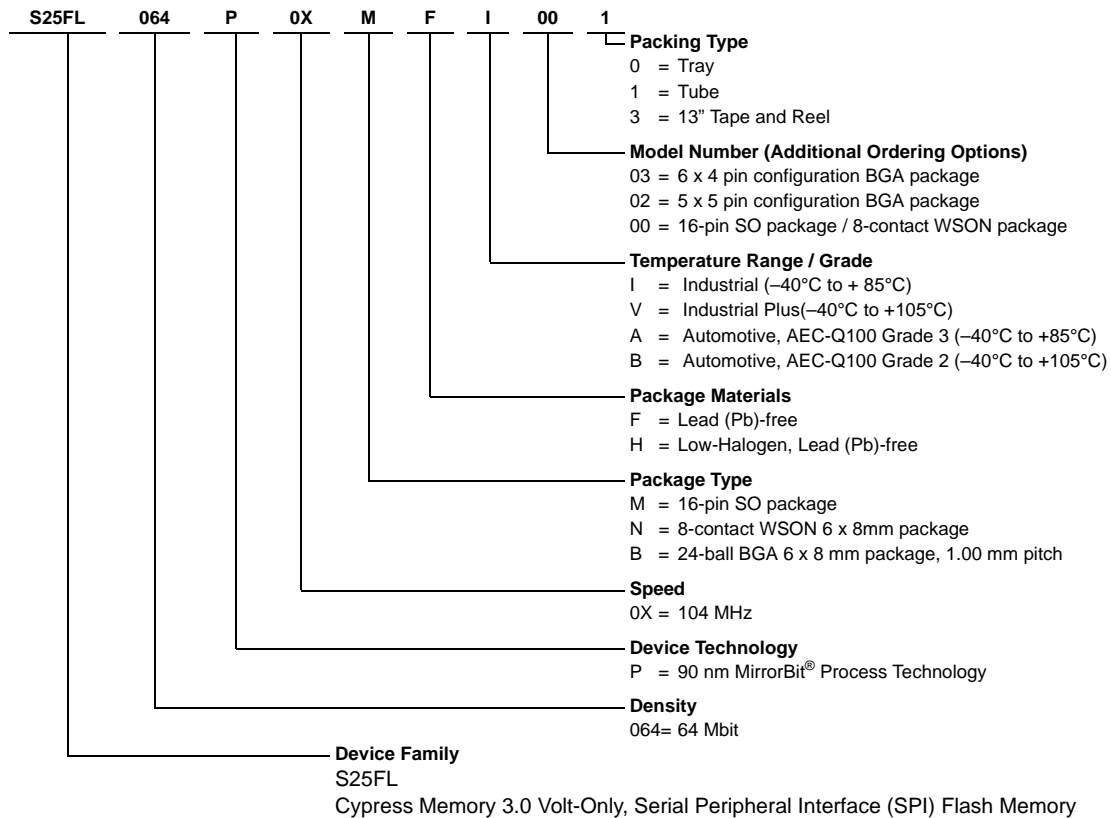 S25FL 064 P 0X M F I 00 1
Packing Type
0 = Tray
1 = Tube
3 = 13” Tape and Reel
Model Number (Additional Ordering Options)
03 = 6 x 4 pin configuration BGA package
02 = 5 x 5 pin configuration BGA package
00 = 16-pin SO package / 8-contact WSON package
Temperature Range / Grade
I = Industrial (–40°C to + 85°C)
V = Industrial Plus(–40°C to +105°C)
A = Automotive, AEC-Q100 Grade 3 (–40°C to +85°C)
B = Automotive, AEC-Q100 Grade 2 (–40°C to +105°C)
Package Materials
F = Lead (Pb)-free
H = Low-Halogen, Lead (Pb)-free
Package Type
M = 16-pin SO package
N = 8-contact WSON 6 x 8mm package
B = 24-ball BGA 6 x 8 mm package, 1.00 mm pitch
Speed
0X = 104 MHz
Device Technology
P = 90 nm MirrorBit® Process Technology
Density
064= 64 Mbit
Device Family
S25FL
Cypress Memory 3.0 Volt-Only, Serial Peripheral Interface (SPI) Flash Memory